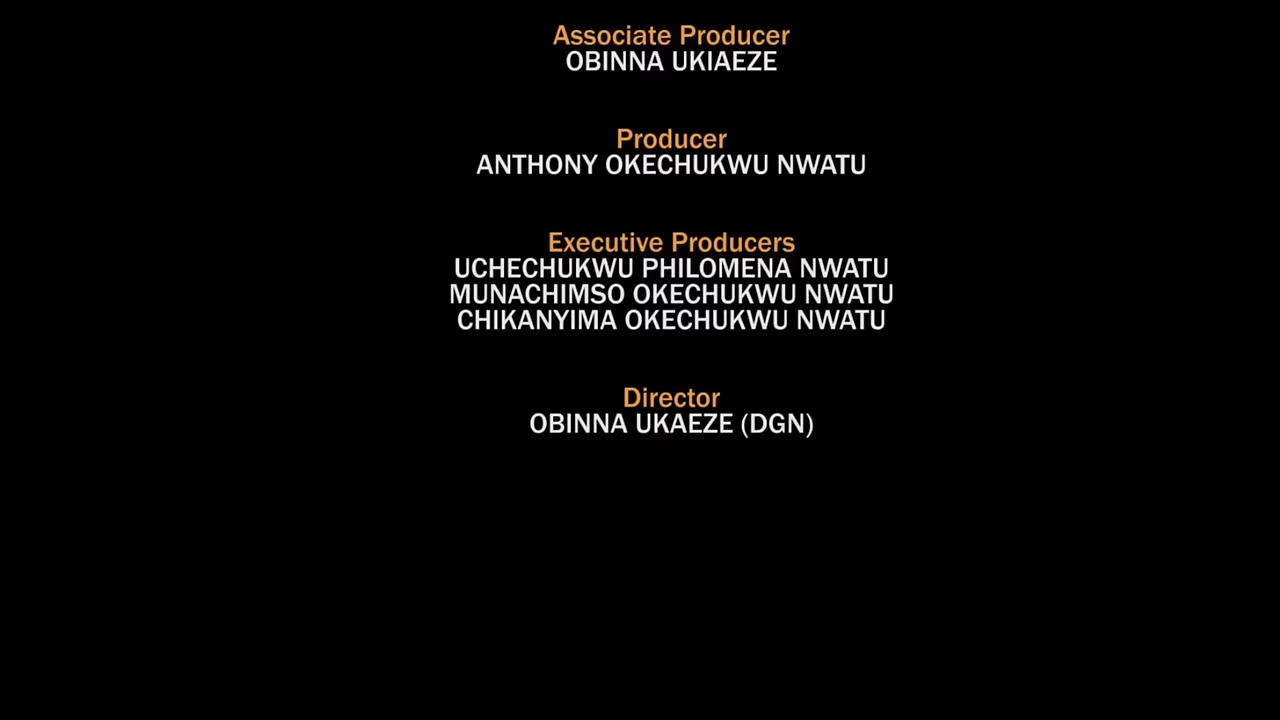 Associate Producer
OBINNA UKIAEZE
Producer
ANTHONY OKECHUKWU NWATU
Executive Producers
UCHECHUKWU PHILOMENA NWATU
MUNACHIMSO OKECHUKWU NWATU
CHIKANYIMA OKECHUKWU NWATU
Director
OBINNA UKAEZE (DGN)